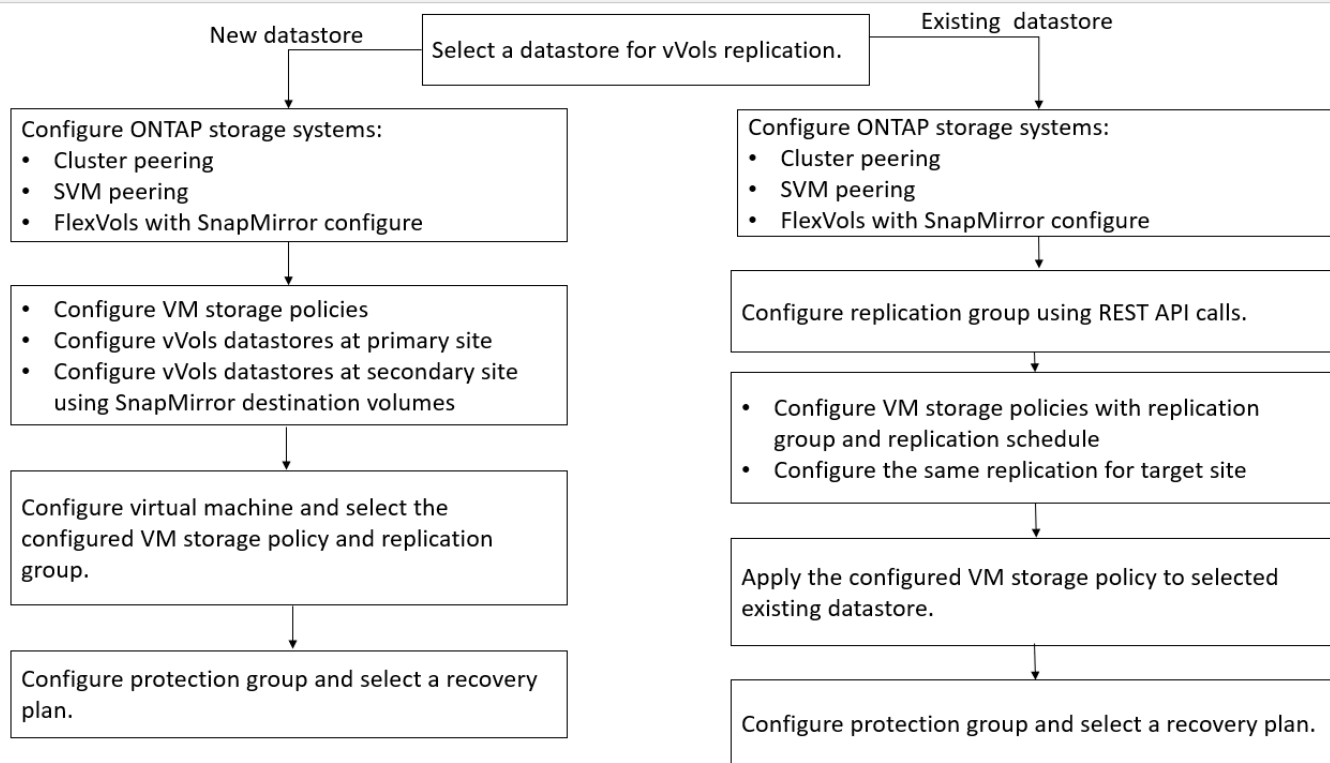 New datastore
Select a datastore for vVols replication.
Existing datastore
Configure ONTAP storage systems:
• Cluster peering
• SVM peering
• FlexVols with SnapMirror configure
• Configure VM storage policies
• Configure vVols datastores at primary site
• Configure vVols datastores at secondary site
using SnapMirror destination volumes
Configure virtual machine and select the
configured VM storage policy and replication
group.
Configure protection group and select a recovery
plan.
Configure ONTAP storage systems:
• Cluster peering
• SVM peering
• FlexVols with SnapMirror configure
Configure replication group using REST API calls.
• Configure VM storage policies with replication
group and replication schedule
• Configure the same replication for target site
Apply the configured VM storage policy to selected
existing datastore.
Configure protection group and select a recovery plan.